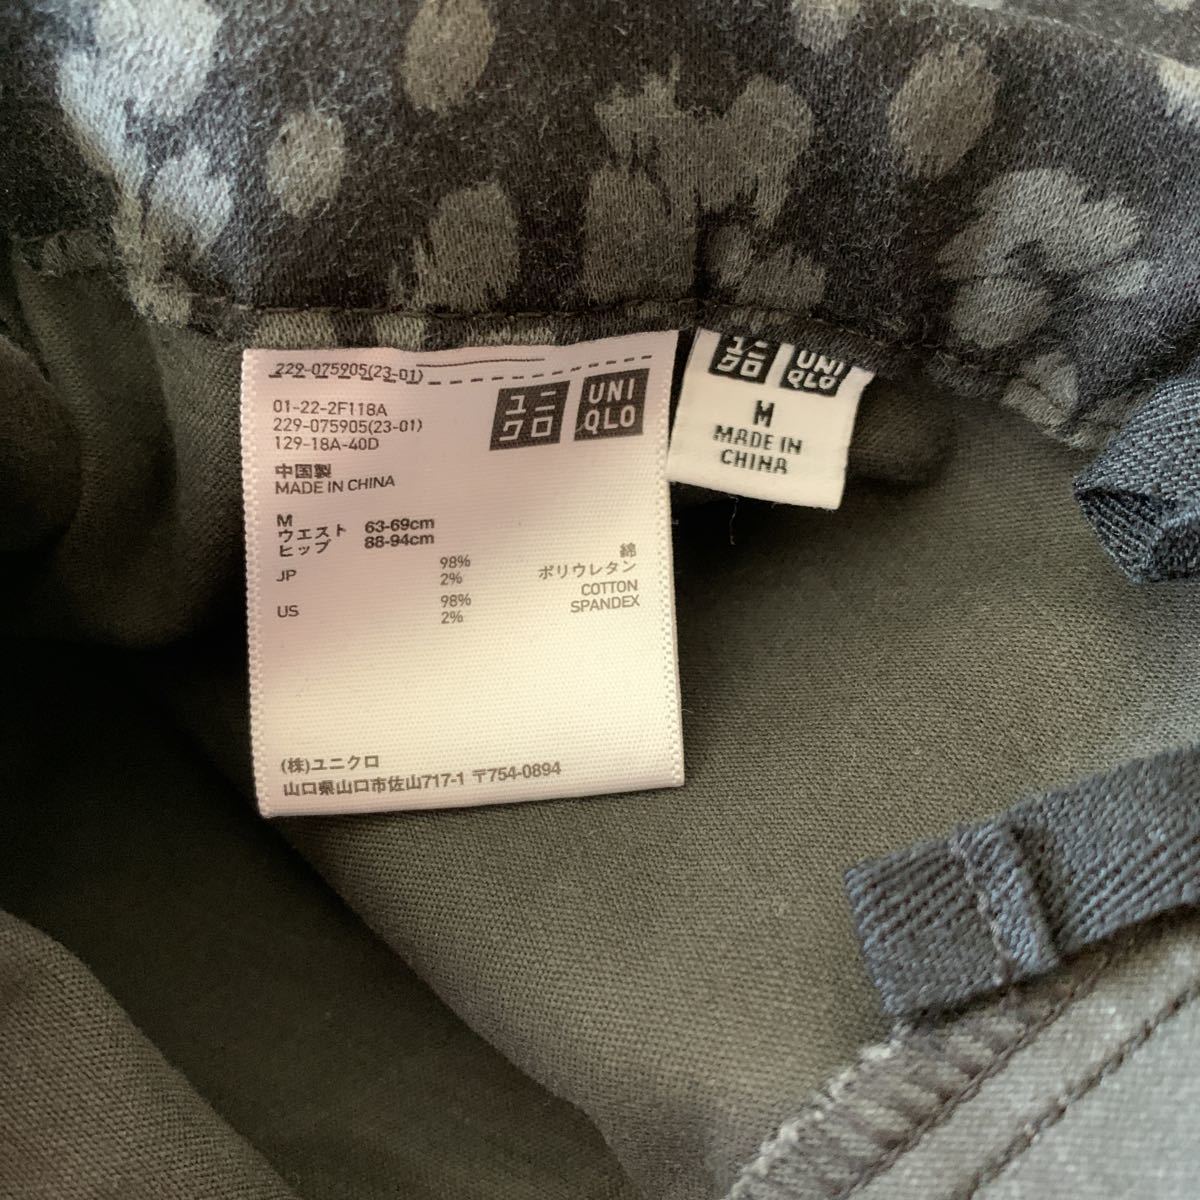 229-075905(23-01)
01-22-2F118A
229-075905(23-01)
129-18A-40D
ユニクロ
UNIQLO
中国製
MADE IN CHINA
M
ウエスト 63-69cm
ヒップ 88-94cm
JP 98% 綿
2% ポリウレタン
US 98% COTTON
2% SPANDEX
(株)ユニクロ
山口県山口市佐山717-1 〒754-0894
ユニクロ
UNIQLO
M
MADE IN
CHINA